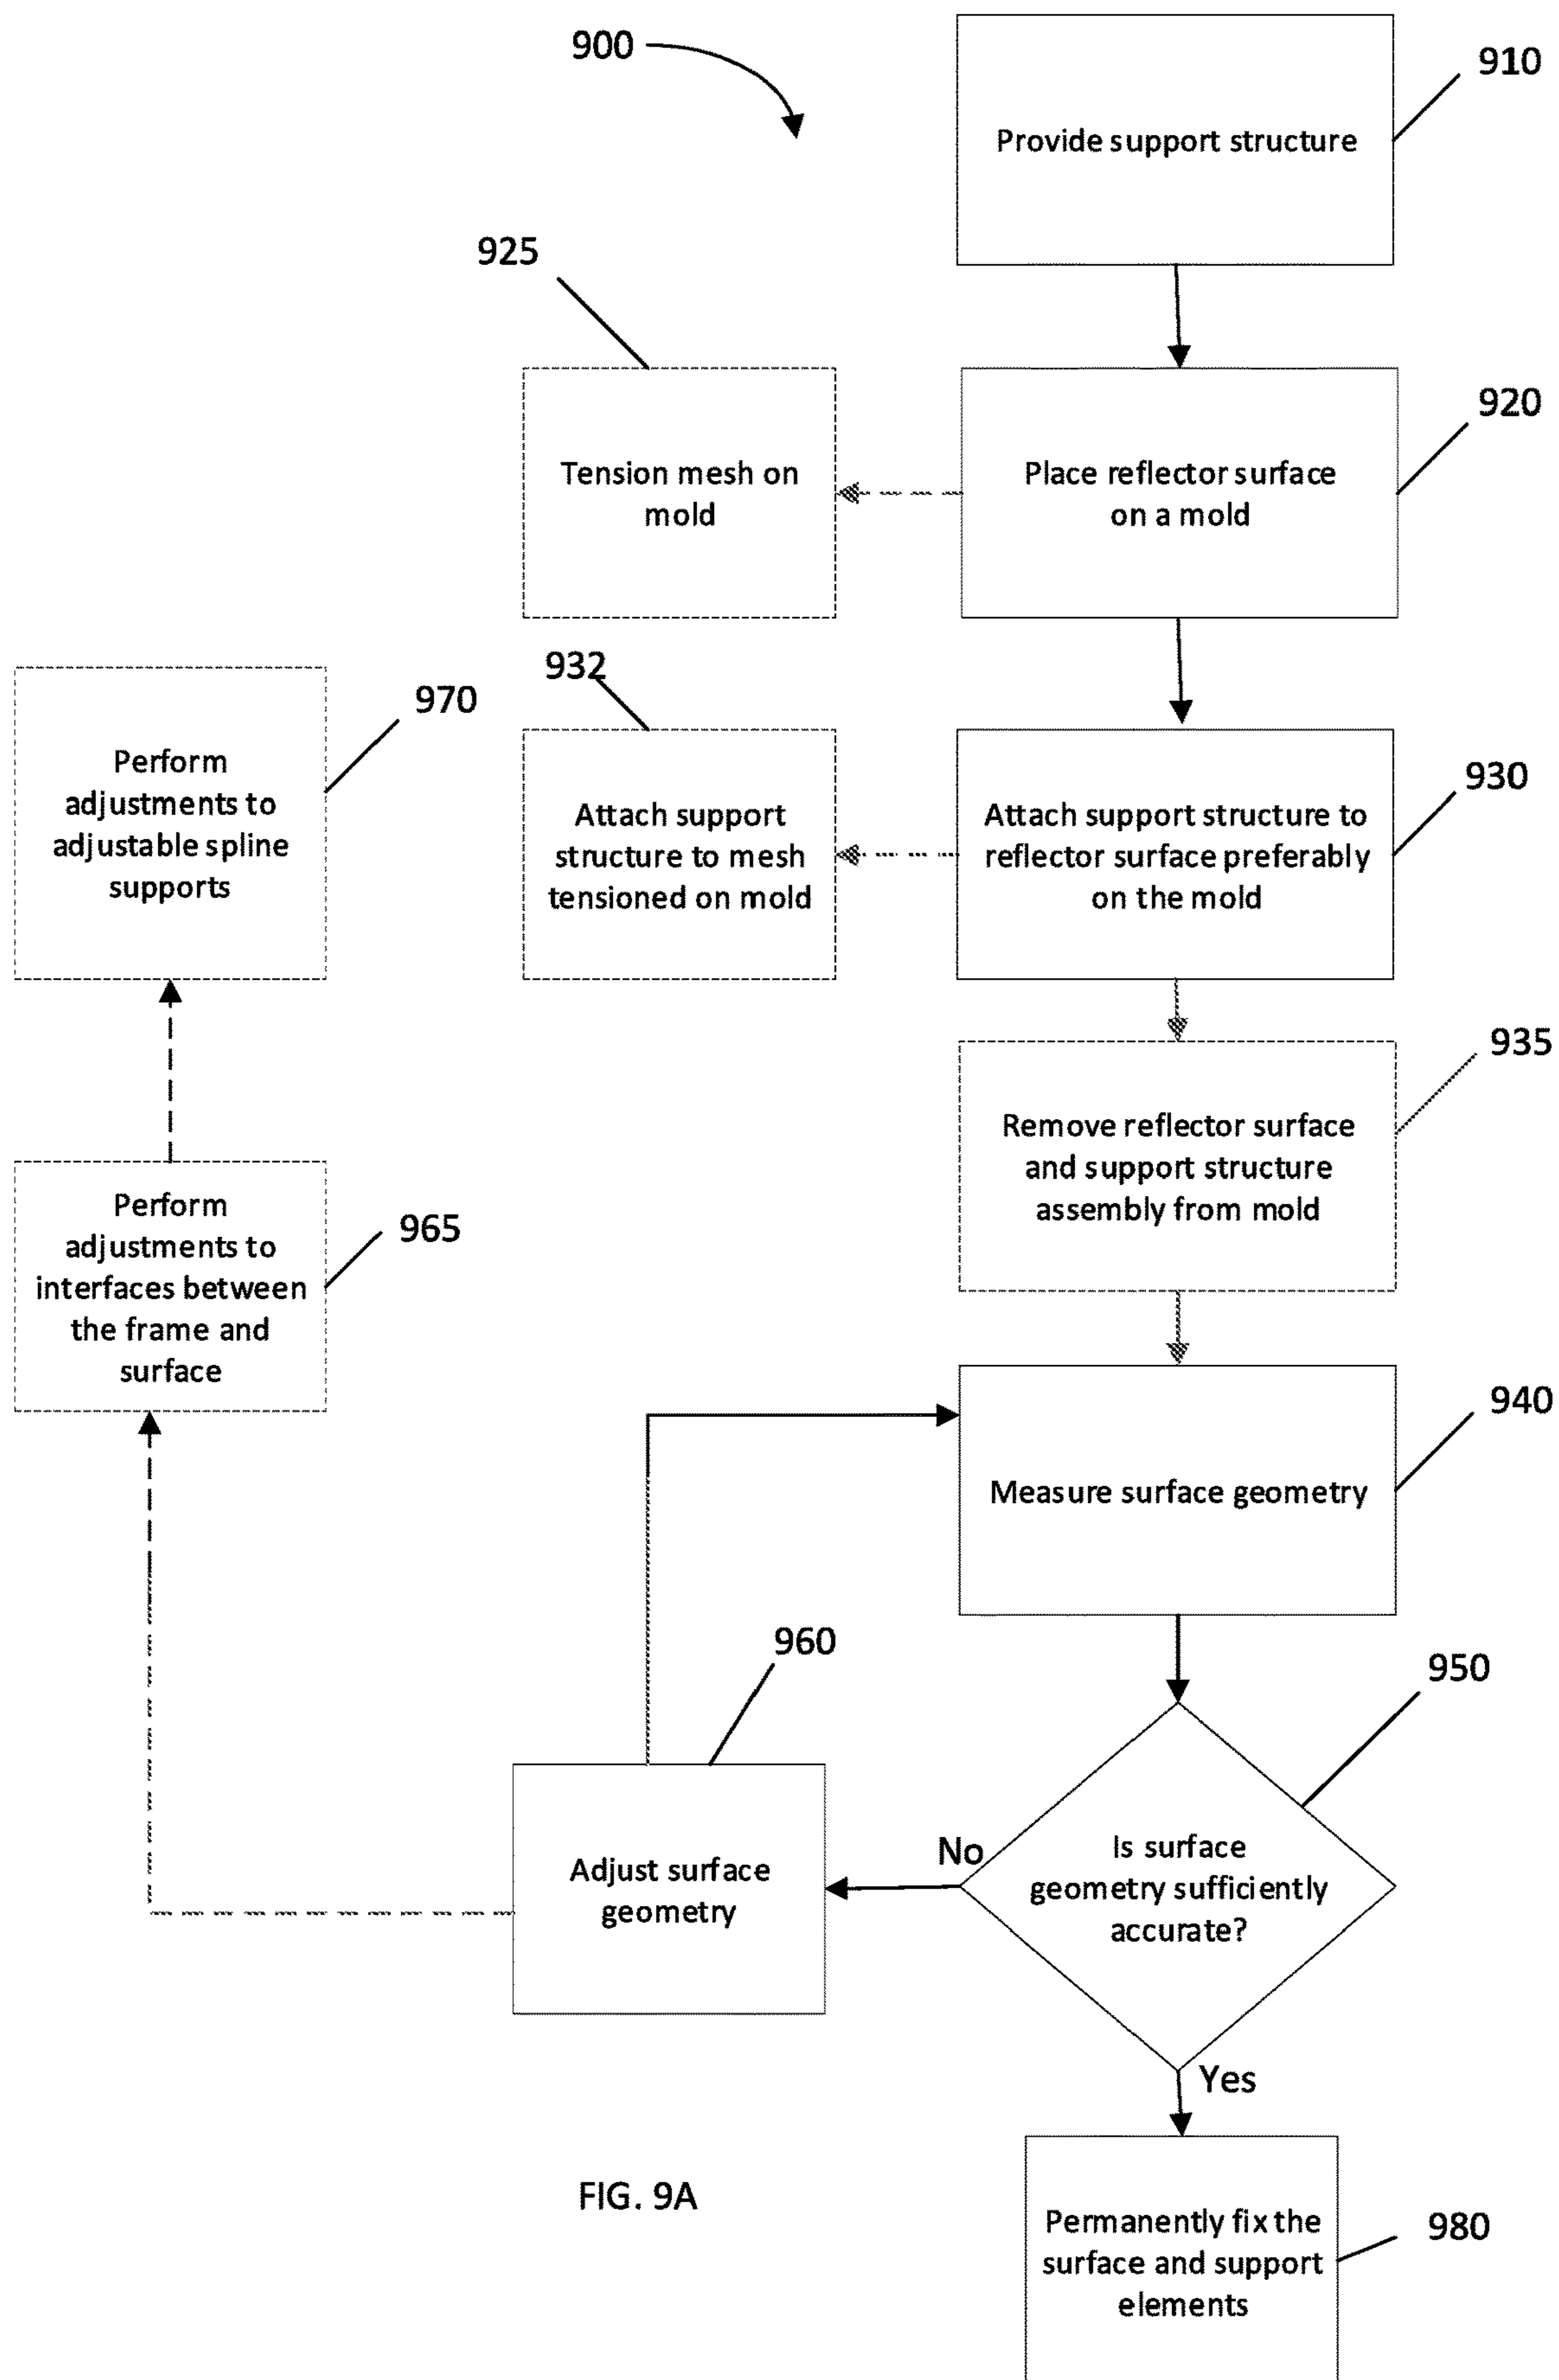 900
910
Provide support structure
925
920
Tension mesh on
mold
Place reflector surface
on a mold
932
970
930
Perform
adjustments to
adjustable spline
supports
Attach support
structure to mesh
tensioned on mold
Attach support structure to
reflector surface preferably
on the mold
935
Remove reflector surface
and support structure
assembly from mold
965
Perform
adjustments to
interfaces between
the frame and
surface
940
Measure surface geometry
960
950
No
Is surface
geometry sufficiently
accurate?
Adjust surface
geometry
Yes
FIG. 9A
980
Permanently fix the
surface and support
elements